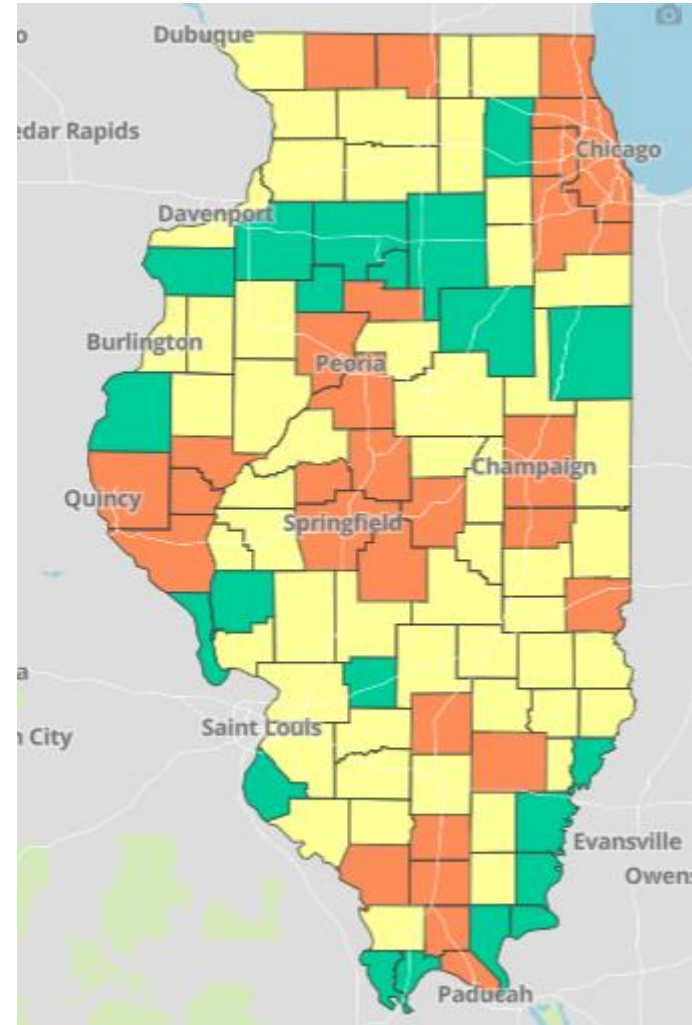 o
Dubuque
edar Rapids
Chicago
Davenport
Burlington
Peoria
Champaign
Quincy
Springfield
a
Saint Louis
n City
Evansville
Owens
Paducah